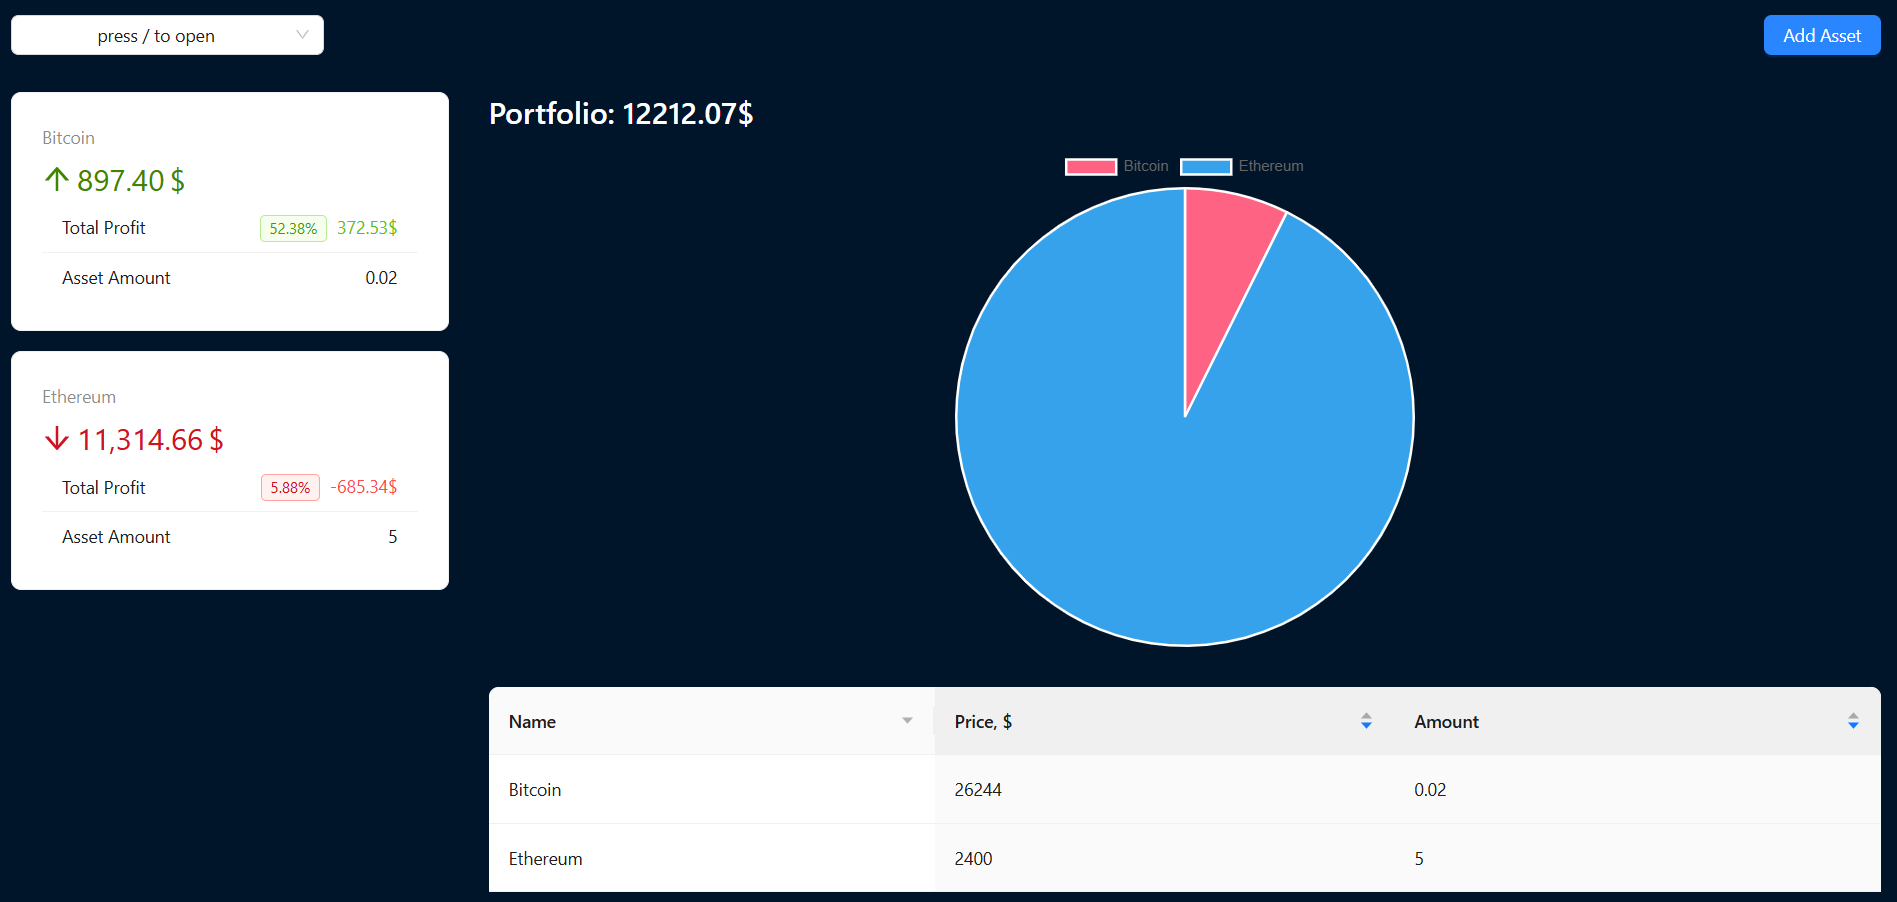 press / to open
Add Asset
Bitcoin
897.40 $
Total Profit 52.38% 372.53$
Asset Amount 0.02
Ethereum
11,314.66 $
Total Profit 5.88% -685.34$
Asset Amount 5
Portfolio: 12212.07$
Bitcoin Ethereum
Name Price, $ Amount
Bitcoin 26244 0.02
Ethereum 2400 5